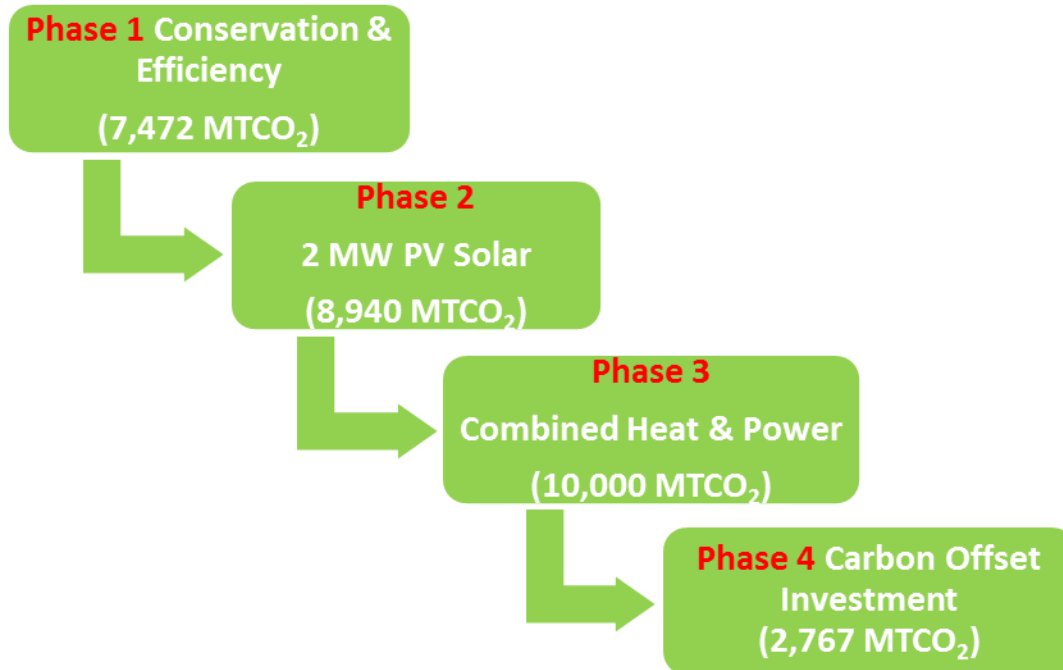 Phase 1 Conservation &
Efficiency
(7,472 MTCO₂)
Phase 2
2 MW PV Solar
(8,940 MTCO₂)
Phase 3
Combined Heat & Power
(10,000 MTCO₂)
Phase 4 Carbon Offset
Investment
(2,767 MTCO₂)